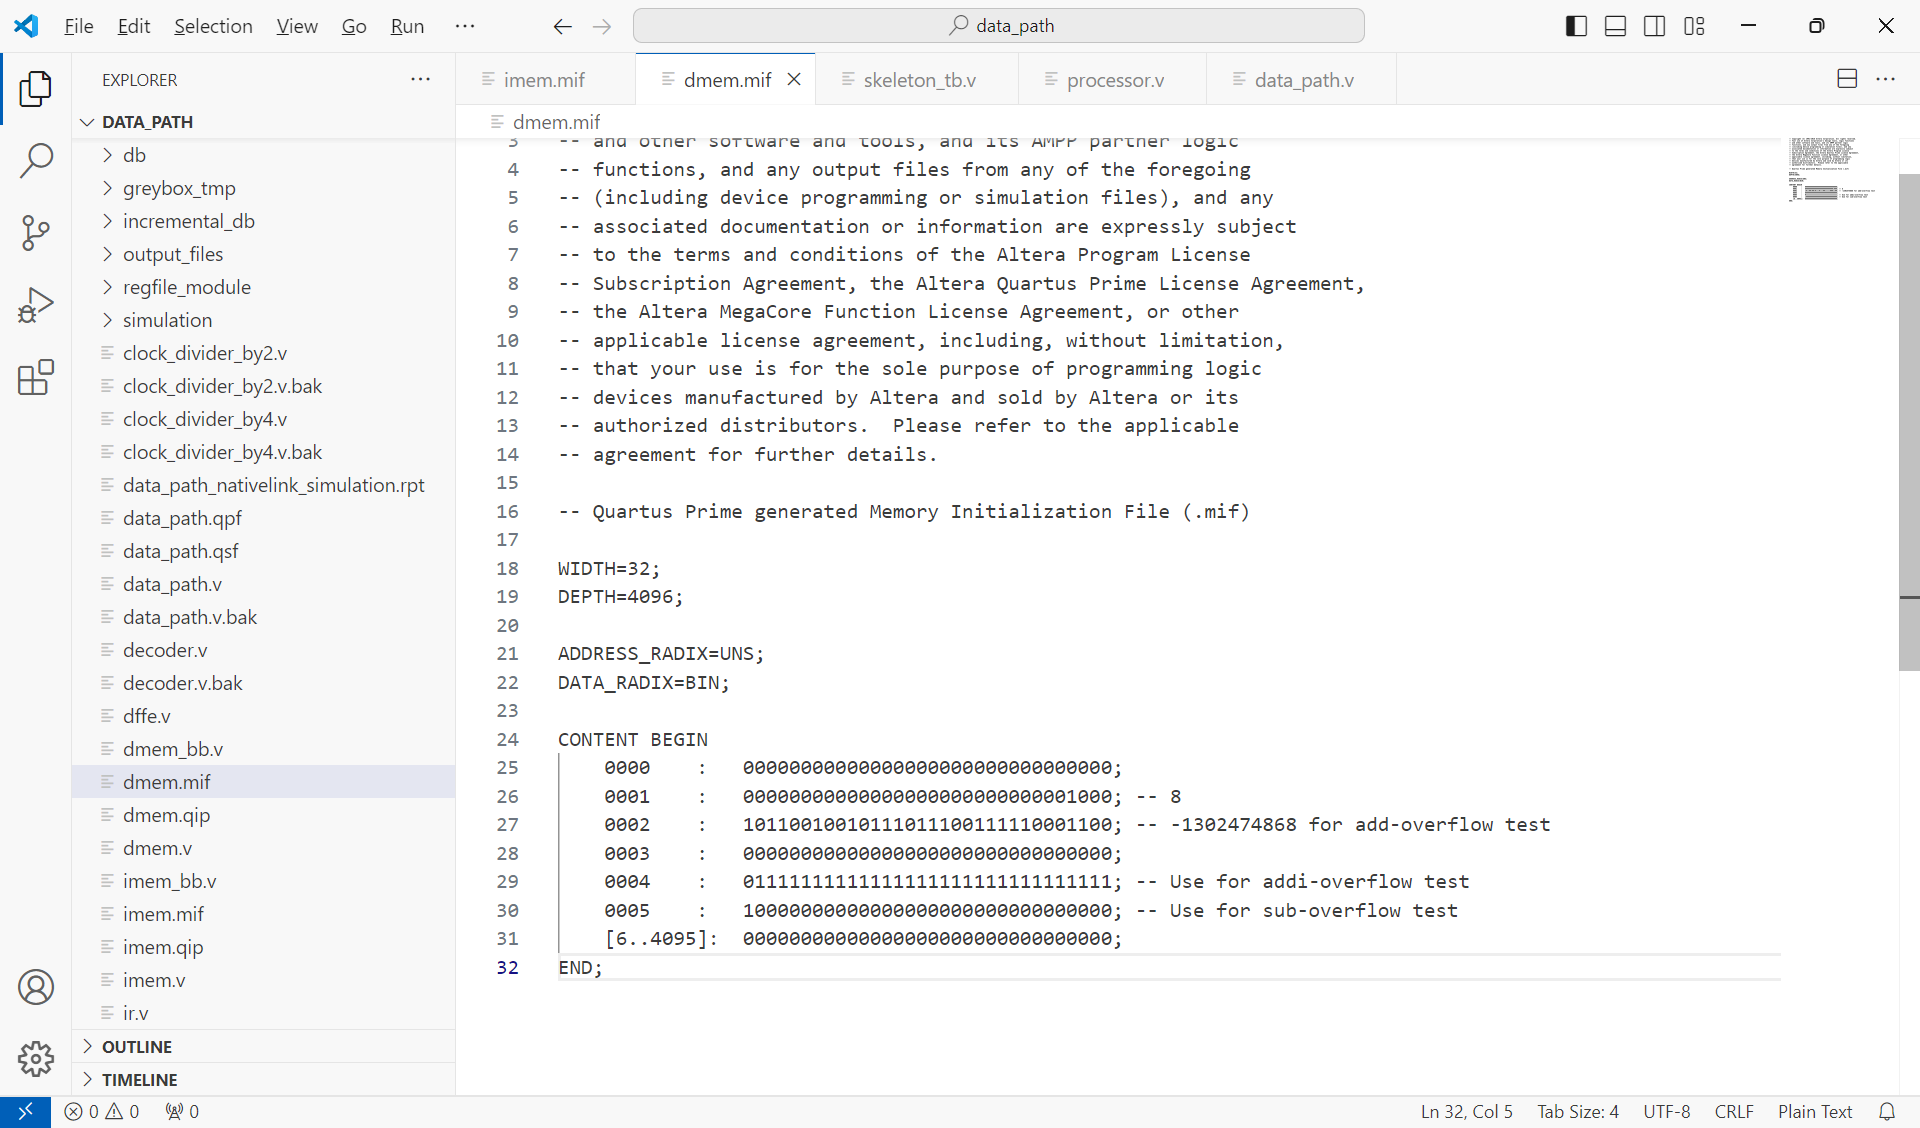 File Edit Selection View Go Run ···
data_path
EXPLORER
DATA_PATH
db
greybox_tmp
incremental_db
output_files
regfile_module
simulation
clock_divider_by2.v
clock_divider_by2.v.bak
clock_divider_by4.v
clock_divider_by4.v.bak
data_path_nativelink_simulation.rpt
data_path.qpf
data_path.qsf
data_path.v
data_path.v.bak
decoder.v
decoder.v.bak
dffe.v
dmem_bb.v
dmem.mif
dmem.qip
dmem.v
imem_bb.v
imem.mif
imem.qip
imem.v
ir.v
OUTLINE
TIMELINE
imem.mif dmem.mif skeleton_tb.v processor.v data_path.v
dmem.mif
3 -- and other software and tools, and its AMPP partner logic
4 -- functions, and any output files from any of the foregoing
5 -- (including device programming or simulation files), and any
6 -- associated documentation or information are expressly subject
7 -- to the terms and conditions of the Altera Program License
8 -- Subscription Agreement, the Altera Quartus Prime License Agreement,
9 -- the Altera MegaCore Function License Agreement, or other
10 -- applicable license agreement, including, without limitation,
11 -- that your use is for the sole purpose of programming logic
12 -- devices manufactured by Altera and sold by Altera or its
13 -- authorized distributors.  Please refer to the applicable
14 -- agreement for further details.
15
16 -- Quartus Prime generated Memory Initialization File (.mif)
17
18 WIDTH=32;
19 DEPTH=4096;
20
21 ADDRESS_RADIX=UNS;
22 DATA_RADIX=BIN;
23
24 CONTENT BEGIN
25 0000 : 00000000000000000000000000000000;
26 0001 : 00000000000000000000000000001000; -- 8
27 0002 : 10110010010111011100111110001100; -- -1302474868 for add-overflow test
28 0003 : 00000000000000000000000000000000;
29 0004 : 01111111111111111111111111111111; -- Use for addi-overflow test
30 0005 : 10000000000000000000000000000000; -- Use for sub-overflow test
31 [6..4095]: 00000000000000000000000000000000;
32 END;
0 0 0
Ln 32, Col 5 Tab Size: 4 UTF-8 CRLF Plain Text